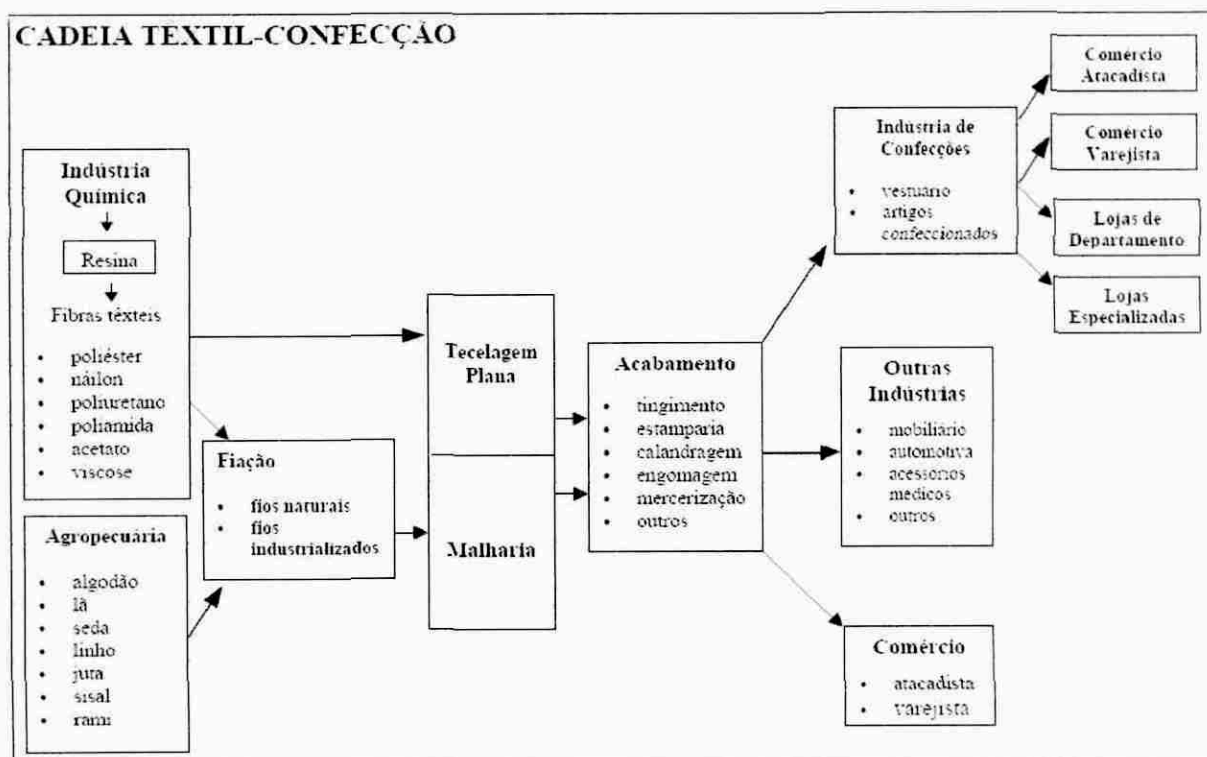 CADEIA TÊXTIL-CONFECÇÃO
Indústria
Química
Resina
Fibras têxteis
• poliéster
• náilon
• poliuretano
• poliamida
• acetato
• viscose
Agropecuária
• algodão
• lã
• seda
• linho
• juta
• sisal
• rami
Fiação
• fios naturais
• fios
industrializados
Tecelagem
Plana
Malharia
Acabamento
• tingimento
• estamparia
• calandragem
• engomagem
• mercerização
• outros
Indústria de
Confecções
• vestuário
• artigos
confeccionados
Comércio
Atacadista
Comércio
Varejista
Lojas de
Departamento
Lojas
Especializadas
Outras
Indústrias
• mobiliário
• automotiva
• acessórios
médicos
• outros
Comércio
• atacadista
• varejista